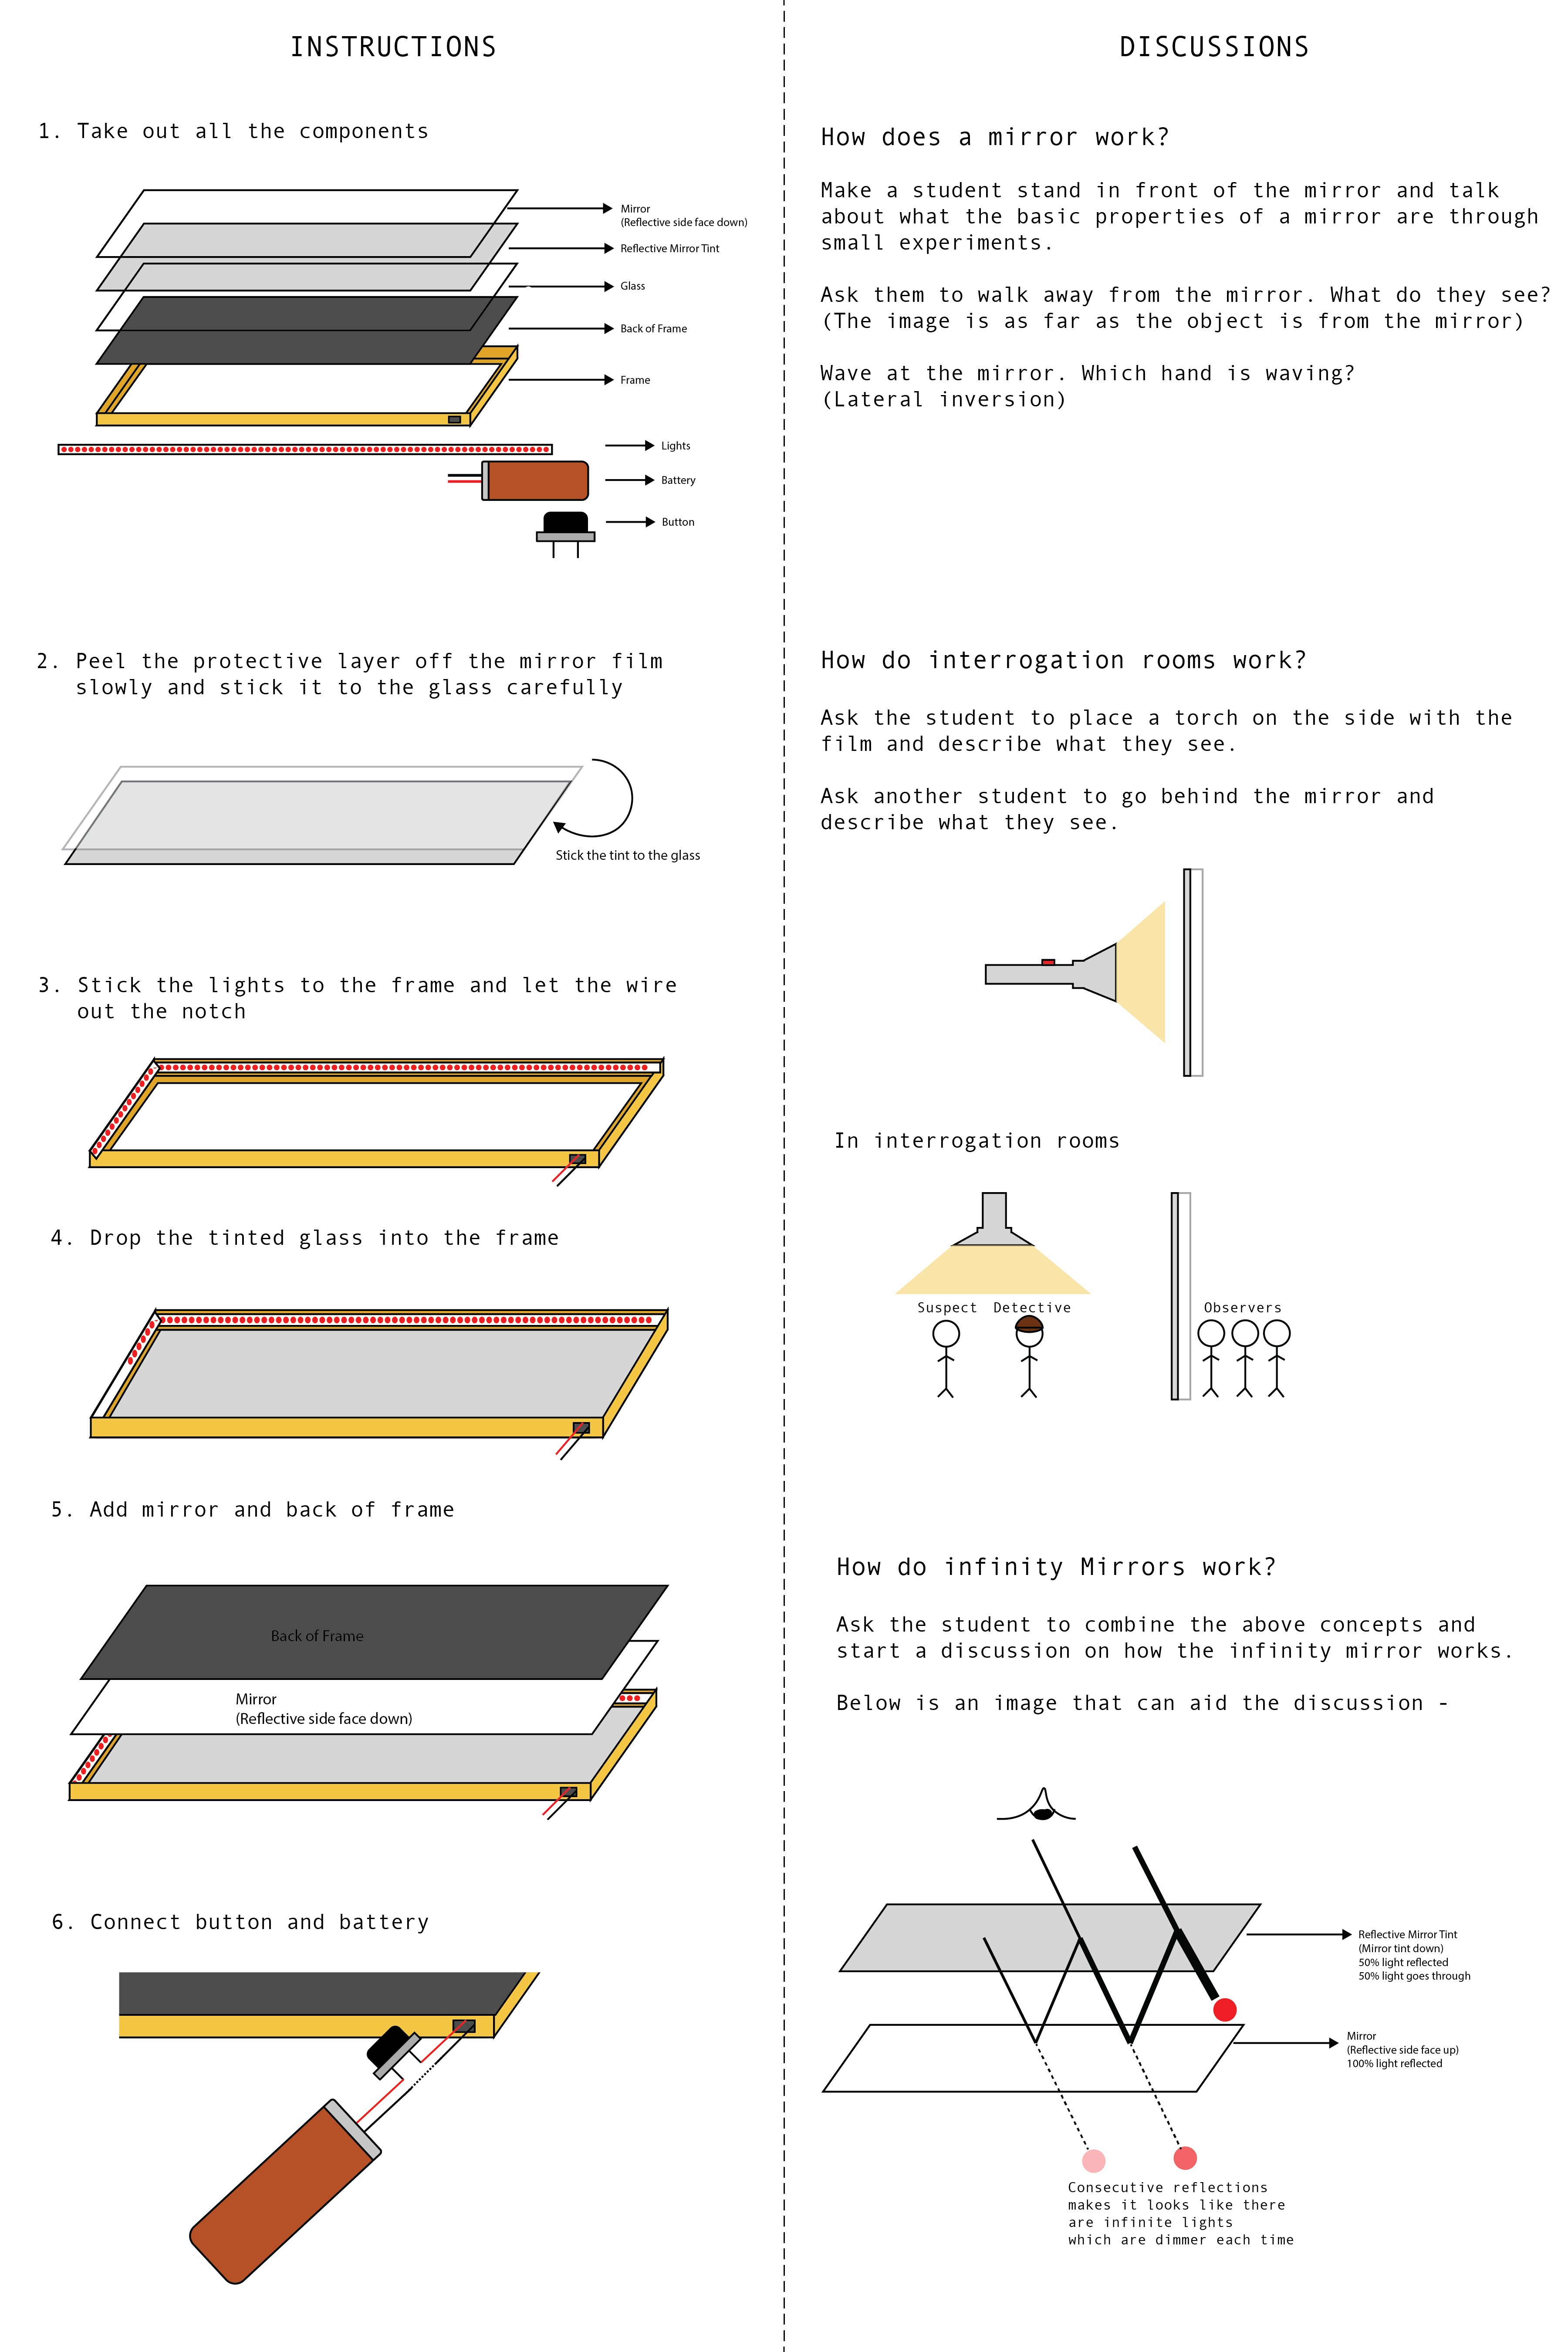 INSTRUCTIONS
1. Take out all the components
Mirror
(Reflective side face down)
Reflective Mirror Tint
Glass
Back of Frame
Frame
Lights
Battery
Button
2. Peel the protective layer off the mirror film
slowly and stick it to the glass carefully
Stick the tint to the glass
3. Stick the lights to the frame and let the wire
out the notch
4. Drop the tinted glass into the frame
5. Add mirror and back of frame
Back of Frame
Mirror
(Reflective side face down)
6. Connect button and battery
DISCUSSIONS
How does a mirror work?
Make a student stand in front of the mirror and talk
about what the basic properties of a mirror are through
small experiments.
Ask them to walk away from the mirror. What do they see?
(The image is as far as the object is from the mirror)
Wave at the mirror. Which hand is waving?
(Lateral inversion)
How do interrogation rooms work?
Ask the student to place a torch on the side with the
film and describe what they see.
Ask another student to go behind the mirror and
describe what they see.
In interrogation rooms
Suspect Detective
Observers
How do infinity Mirrors work?
Ask the student to combine the above concepts and
start a discussion on how the infinity mirror works.
Below is an image that can aid the discussion -
Reflective Mirror Tint
(Mirror tint down)
50% light reflected
50% light goes through
Mirror
(Reflective side face up)
100% light reflected
Consecutive reflections
makes it looks like there
are infinite lights
which are dimmer each time